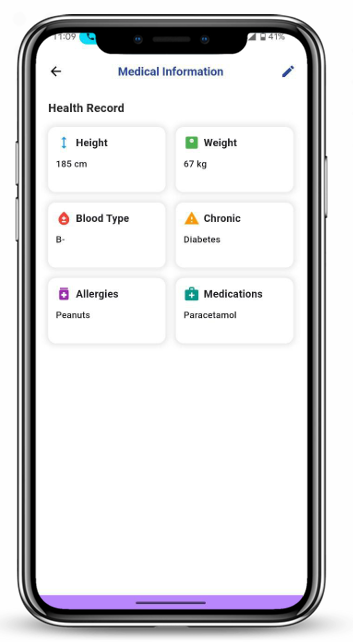 11:09 41%
Medical Information
Health Record
Height Weight
185 cm 67 kg
Blood Type Chronic
B- Diabetes
Allergies Medications
Peanuts Paracetamol